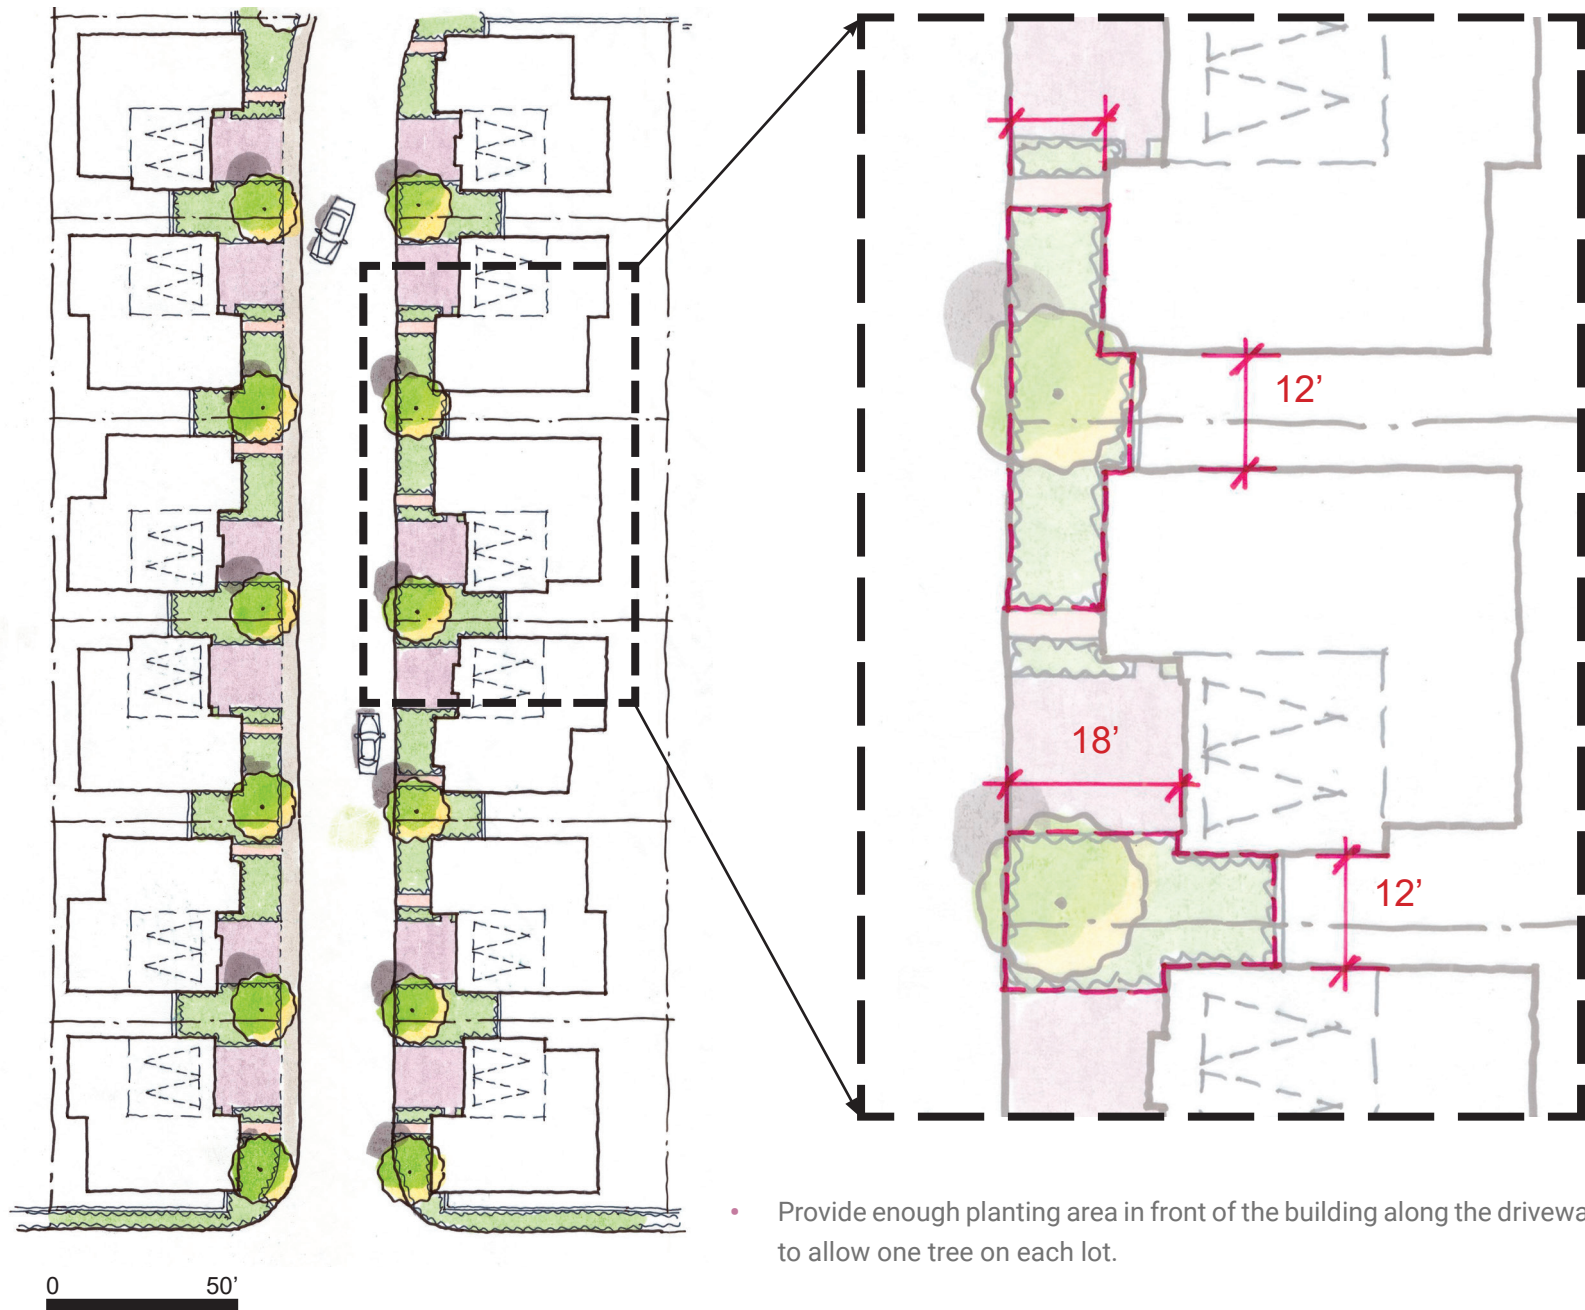 12’
18’
12’
• Provide enough planting area in front of the building along the drivewa
to allow one tree on each lot.
0 50’